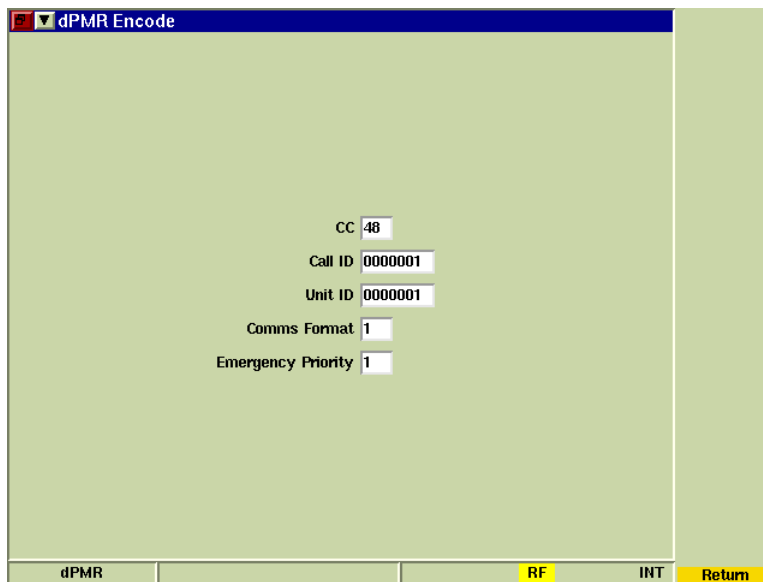 dPMR Encode
CC 48
Call ID 0000001
Unit ID 0000001
Comms Format 1
Emergency Priority 1
dPMR RF INT Return